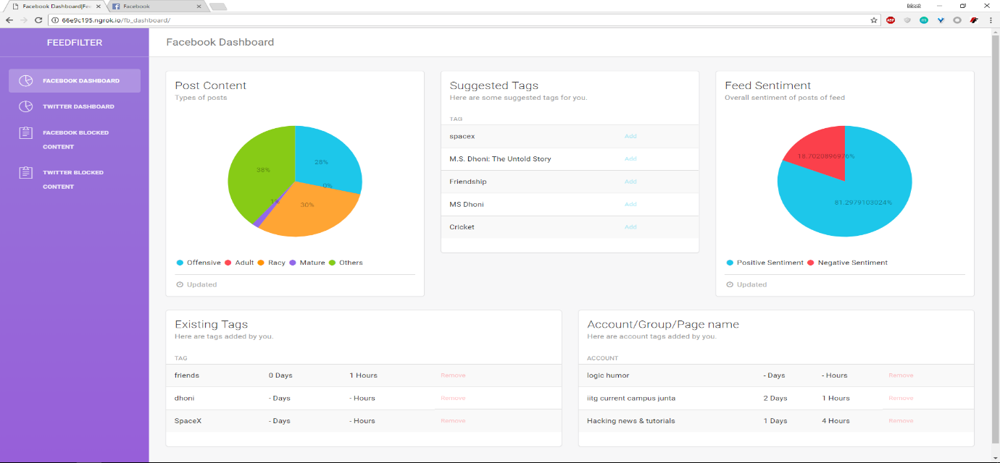 Facebook Dashboard|Fe
Facebook
66e9c195.ngrok.io/fb_dashboard/
ABP
FEEDFILTER
FACEBOOK DASHBOARD
TWITTER DASHBOARD
FACEBOOK BLOCKED
CONTENT
TWITTER BLOCKED
CONTENT
Facebook Dashboard
Post Content
Types of posts
38%
28%
0%
1%
30%
Offensive Adult Racy Mature Others
Updated
Suggested Tags
Here are some suggested tags for you.
TAG
spacex Add
M.S. Dhoni: The Untold Story Add
Friendship Add
MS Dhoni Add
Cricket Add
Feed Sentiment
Overall sentiment of posts of feed
18.7020896976%
81.2979103024%
Positive Sentiment Negative Sentiment
Updated
Existing Tags
Here are tags added by you.
TAG
friends 0 Days 1 Hours Remove
dhoni - Days - Hours Remove
SpaceX - Days - Hours Remove
Account/Group/Page name
Here are account tags added by you.
ACCOUNT
logic humor - Days - Hours Remove
iitg current campus junta 2 Days 1 Hours Remove
Hacking news & tutorials 1 Days 4 Hours Remove